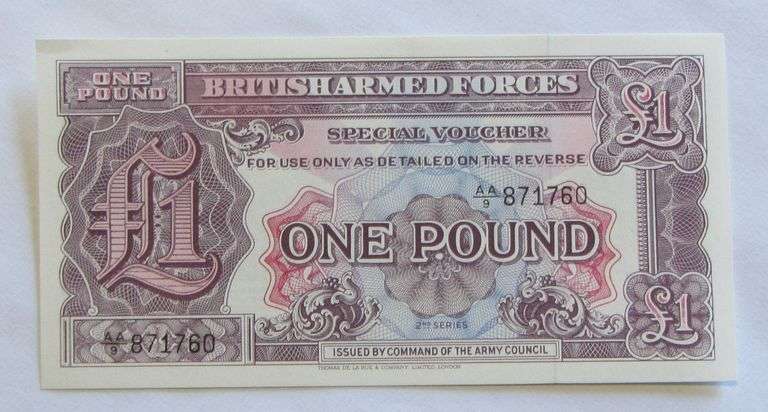 ONE POUND
BRITISH ARMED FORCES
£1
SPECIAL VOUCHER
FOR USE ONLY AS DETAILED ON THE REVERSE
AA/9 871760
£1
ONE POUND
2ND SERIES
£1
AA/9 871760
ISSUED BY COMMAND OF THE ARMY COUNCIL
THOMAS DE LA RUE & COMPANY, LIMITED, LONDON